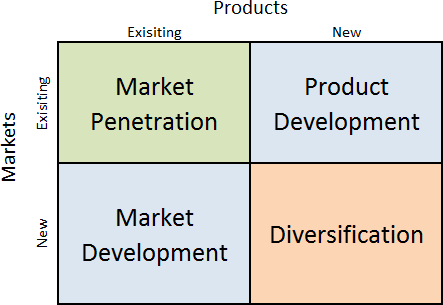 Products
Exisiting New
Markets
Exisiting
Market
Penetration
Product
Development
New
Market
Development
Diversification